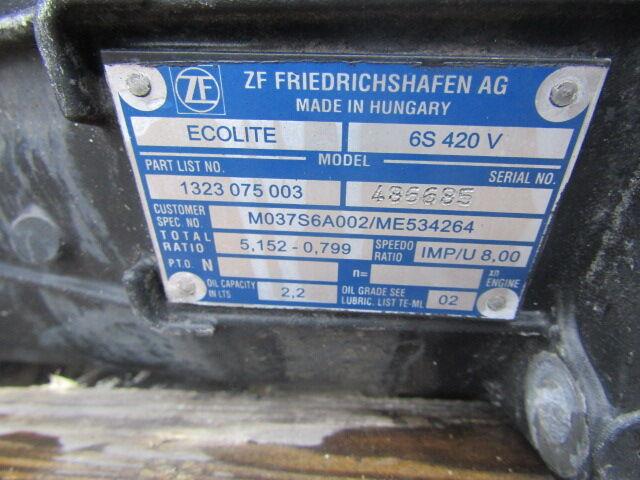 ZF ZF FRIEDRICHSHAFEN AG
MADE IN HUNGARY
ECOLITE 6S 420 V
MODEL
PART LIST NO. SERIAL NO.
1323 075 003 486685
CUSTOMER SPEC. NO. M037S6A002/ME534264
TOTAL RATIO 5,152-0,799 SPEEDO RATIO IMP/U 8,00
P.T.O. N n= xn ENGINE
OIL CAPACITY IN LTS 2,2 OIL GRADE SEE LUBRIC. LIST TE-ML 02